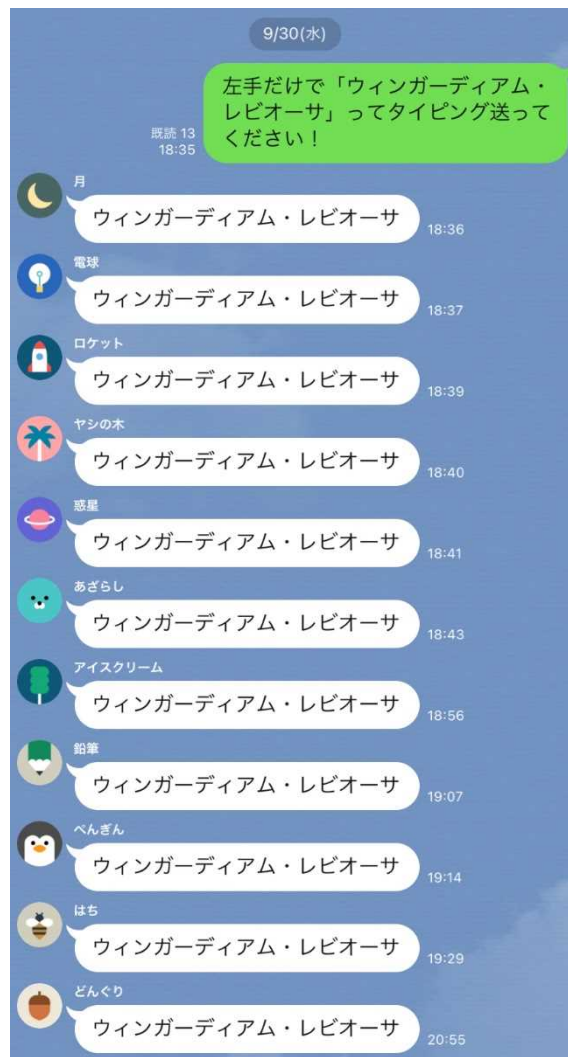 9/30(水)
左手だけで「ウィンガーディアム・
レビオーサ」ってタイピング送って
ください！
既読 13
18:35
月
ウィンガーディアム・レビオーサ
18:36
電球
ウィンガーディアム・レビオーサ
18:37
ロケット
ウィンガーディアム・レビオーサ
18:39
ヤシの木
ウィンガーディアム・レビオーサ
18:40
惑星
ウィンガーディアム・レビオーサ
18:41
あざらし
ウィンガーディアム・レビオーサ
18:43
アイスクリーム
ウィンガーディアム・レビオーサ
18:56
鉛筆
ウィンガーディアム・レビオーサ
19:07
ぺんぎん
ウィンガーディアム・レビオーサ
19:14
はち
ウィンガーディアム・レビオーサ
19:29
どんぐり
ウィンガーディアム・レビオーサ
20:55